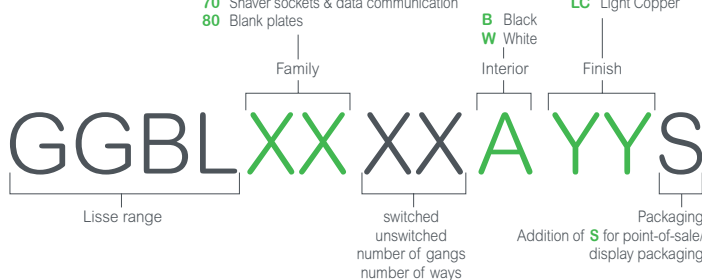 70 Shaver sockets & data communication
80 Blank plates
B Black
W White
LC Light Copper
Family
Interior
Finish
GGBLXXXXAYYS
Lisse range
switched
unswitched
number of gangs
number of ways
Packaging
Addition of S for point-of-sale/
display packaging